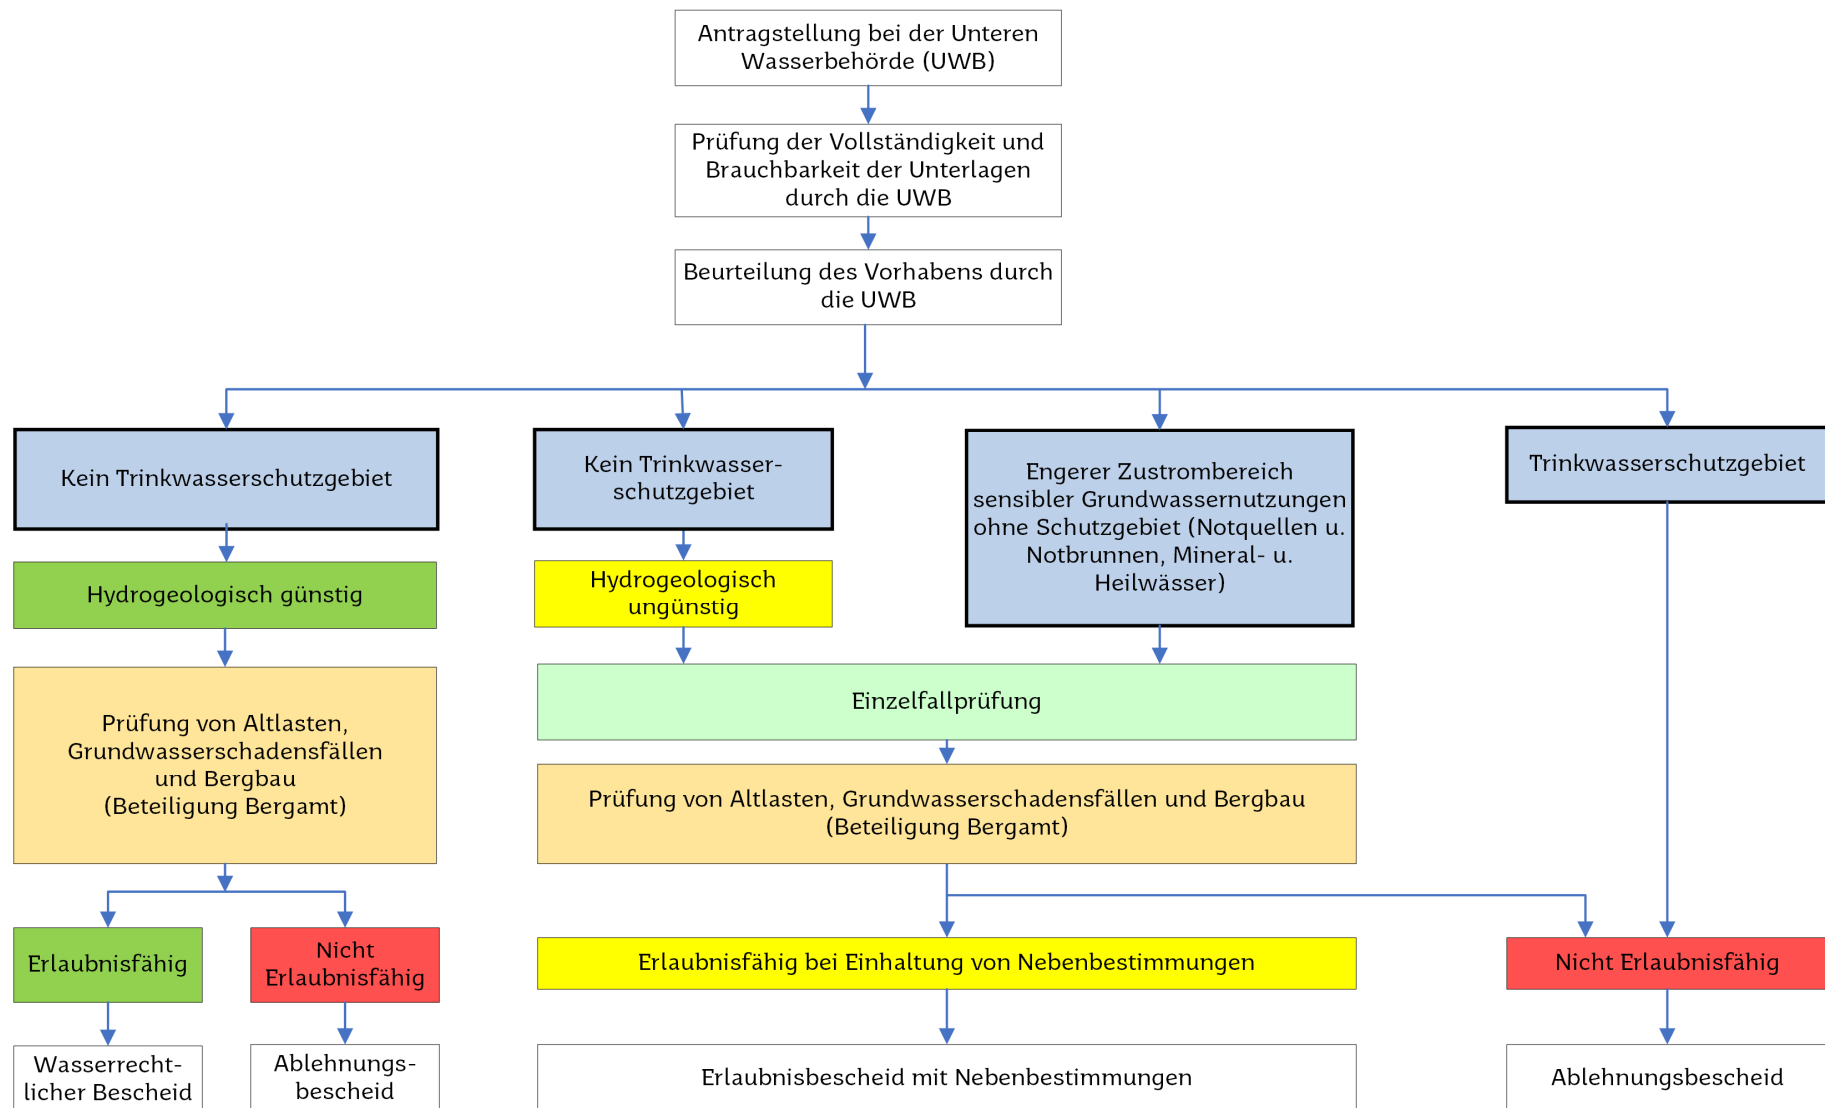 Antragstellung bei der Unteren
Wasserbehörde (UWB)
Prüfung der Vollständigkeit und
Brauchbarkeit der Unterlagen
durch die UWB
Beurteilung des Vorhabens durch
die UWB
Kein Trinkwasserschutzgebiet
Kein Trinkwasser-
schutzgebiet
Engerer Zustrombereich
sensibler Grundwassernutzungen
ohne Schutzgebiet (Notquellen u.
Notbrunnen, Mineral- u.
Heilwässer)
Trinkwasserschutzgebiet
Hydrogeologisch günstig
Hydrogeologisch
ungünstig
Prüfung von Altlasten,
Grundwasserschadensfällen
und Bergbau
(Beteiligung Bergamt)
Einzelfallprüfung
Prüfung von Altlasten, Grundwasserschadensfällen und Bergbau
(Beteiligung Bergamt)
Erlaubnisfähig
Nicht
Erlaubnisfähig
Erlaubnisfähig bei Einhaltung von Nebenbestimmungen
Nicht Erlaubnisfähig
Wasserrecht-
licher Bescheid
Ablehnungs-
bescheid
Erlaubnisbescheid mit Nebenbestimmungen
Ablehnungsbescheid